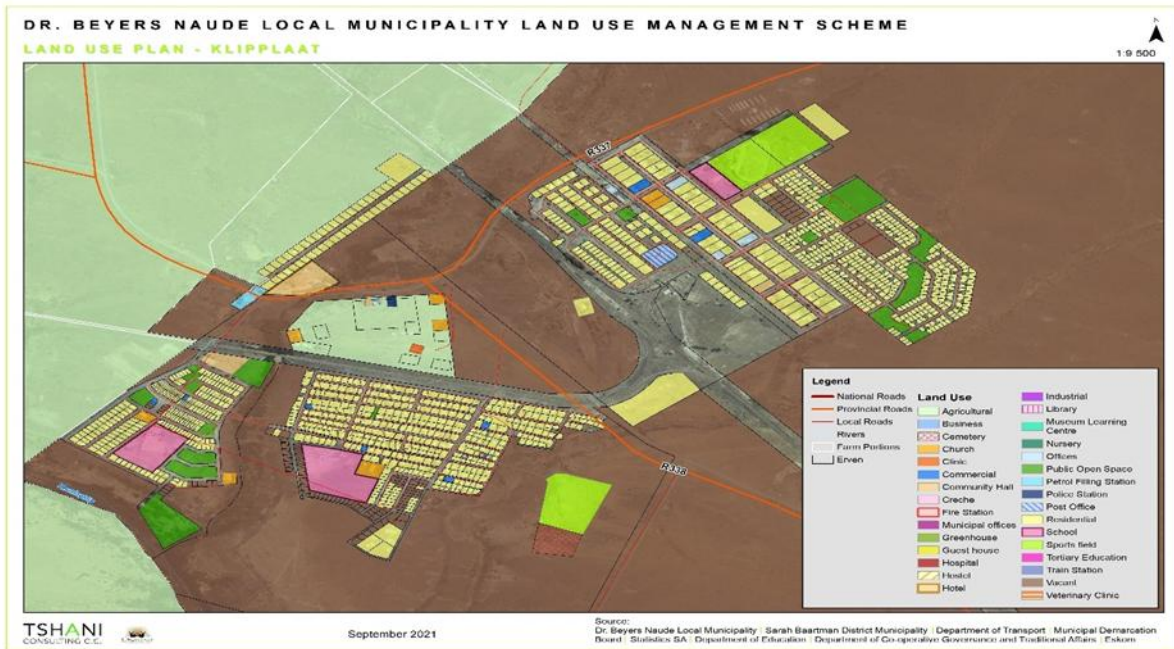 DR. BEYERS NAUDE LOCAL MUNICIPALITY LAND USE MANAGEMENT SCHEME
LAND USE PLAN - KLIPPLAAT
1:9 500
R337
R338
Legend
National Roads
Provincial Roads
Local Roads
Rivers
Farm Portions
Erven
Land Use
Agricultural
Business
Cemetery
Church
Clinic
Commercial
Community Hall
Creche
Fire Station
Municipal offices
Greenhouse
Guest house
Hospital
Hostel
Hotel
Industrial
Library
Museum Learning
Centre
Nursery
Offices
Public Open Space
Petrol Filling Station
Police Station
Post Office
Residential
School
Sports field
Tertiary Education
Train Station
Vacant
Veterinary Clinic
TSHANI
CONSULTING C.C.
September 2021
Source:
Dr. Beyers Naude Local Municipality | Sarah Baartman District Municipality | Department of Transport | Municipal Demarcation
Board | Statistics SA | Department of Education | Department of Co-operative Governance and Traditional Affairs | Eskom